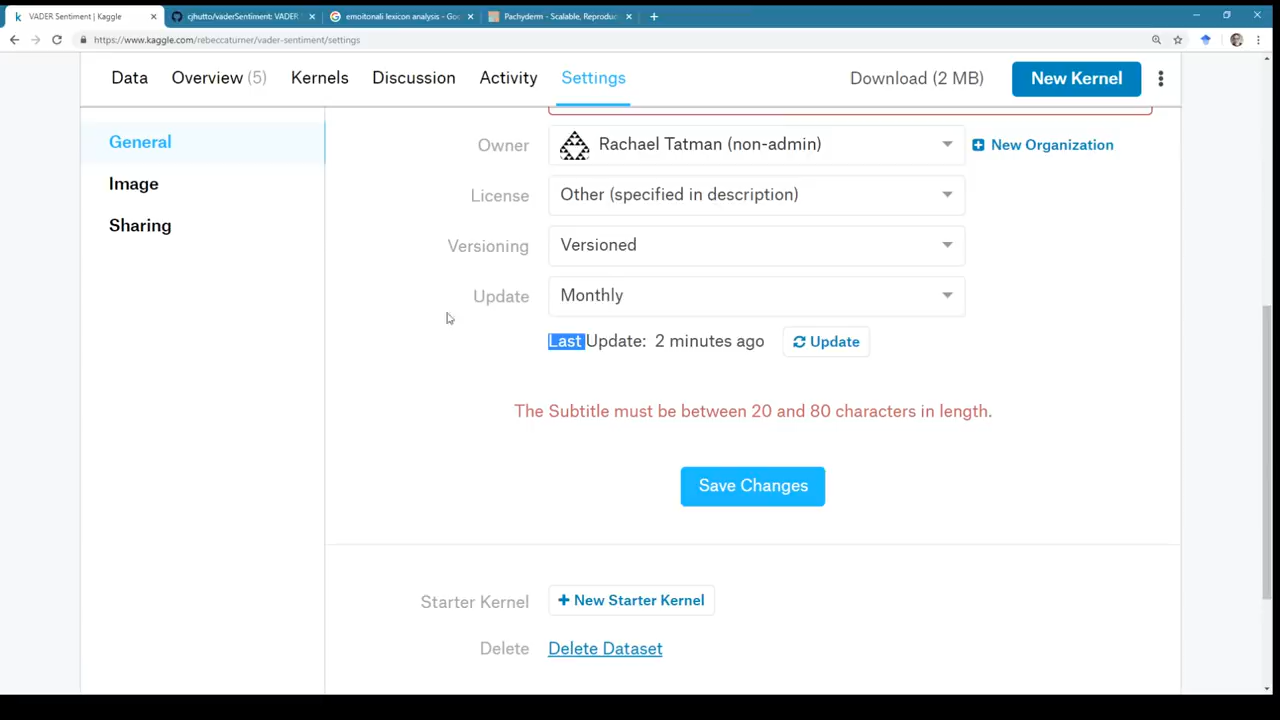 VADER Sentiment | Kaggle
cjhutto/vaderSentiment: VADER
emoitonali lexicon analysis - Goo
Pachyderm - Scalable, Reproduc
https://www.kaggle.com/rebeccaturner/vader-sentiment/settings
Data Overview (5) Kernels Discussion Activity Settings Download (2 MB) New Kernel
General
Image
Sharing
Owner Rachael Tatman (non-admin) New Organization
License Other (specified in description)
Versioning Versioned
Update Monthly
Last Update: 2 minutes ago Update
The Subtitle must be between 20 and 80 characters in length.
Save Changes
Starter Kernel + New Starter Kernel
Delete Delete Dataset